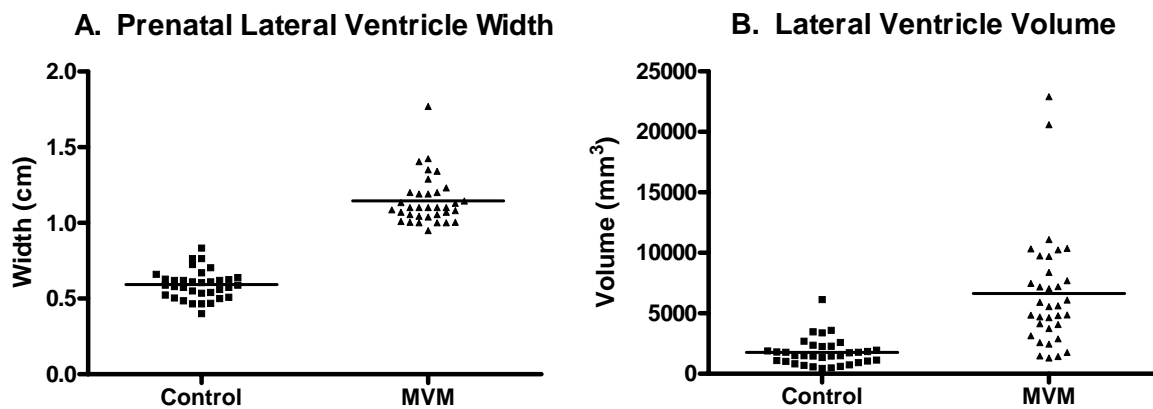 A. Prenatal Lateral Ventricle Width
2.0
1.5
1.0
0.5
0.0
Width (cm)
Control MVM
B. Lateral Ventricle Volume
25000
20000
15000
10000
5000
0
Volume (mm³)
Control MVM